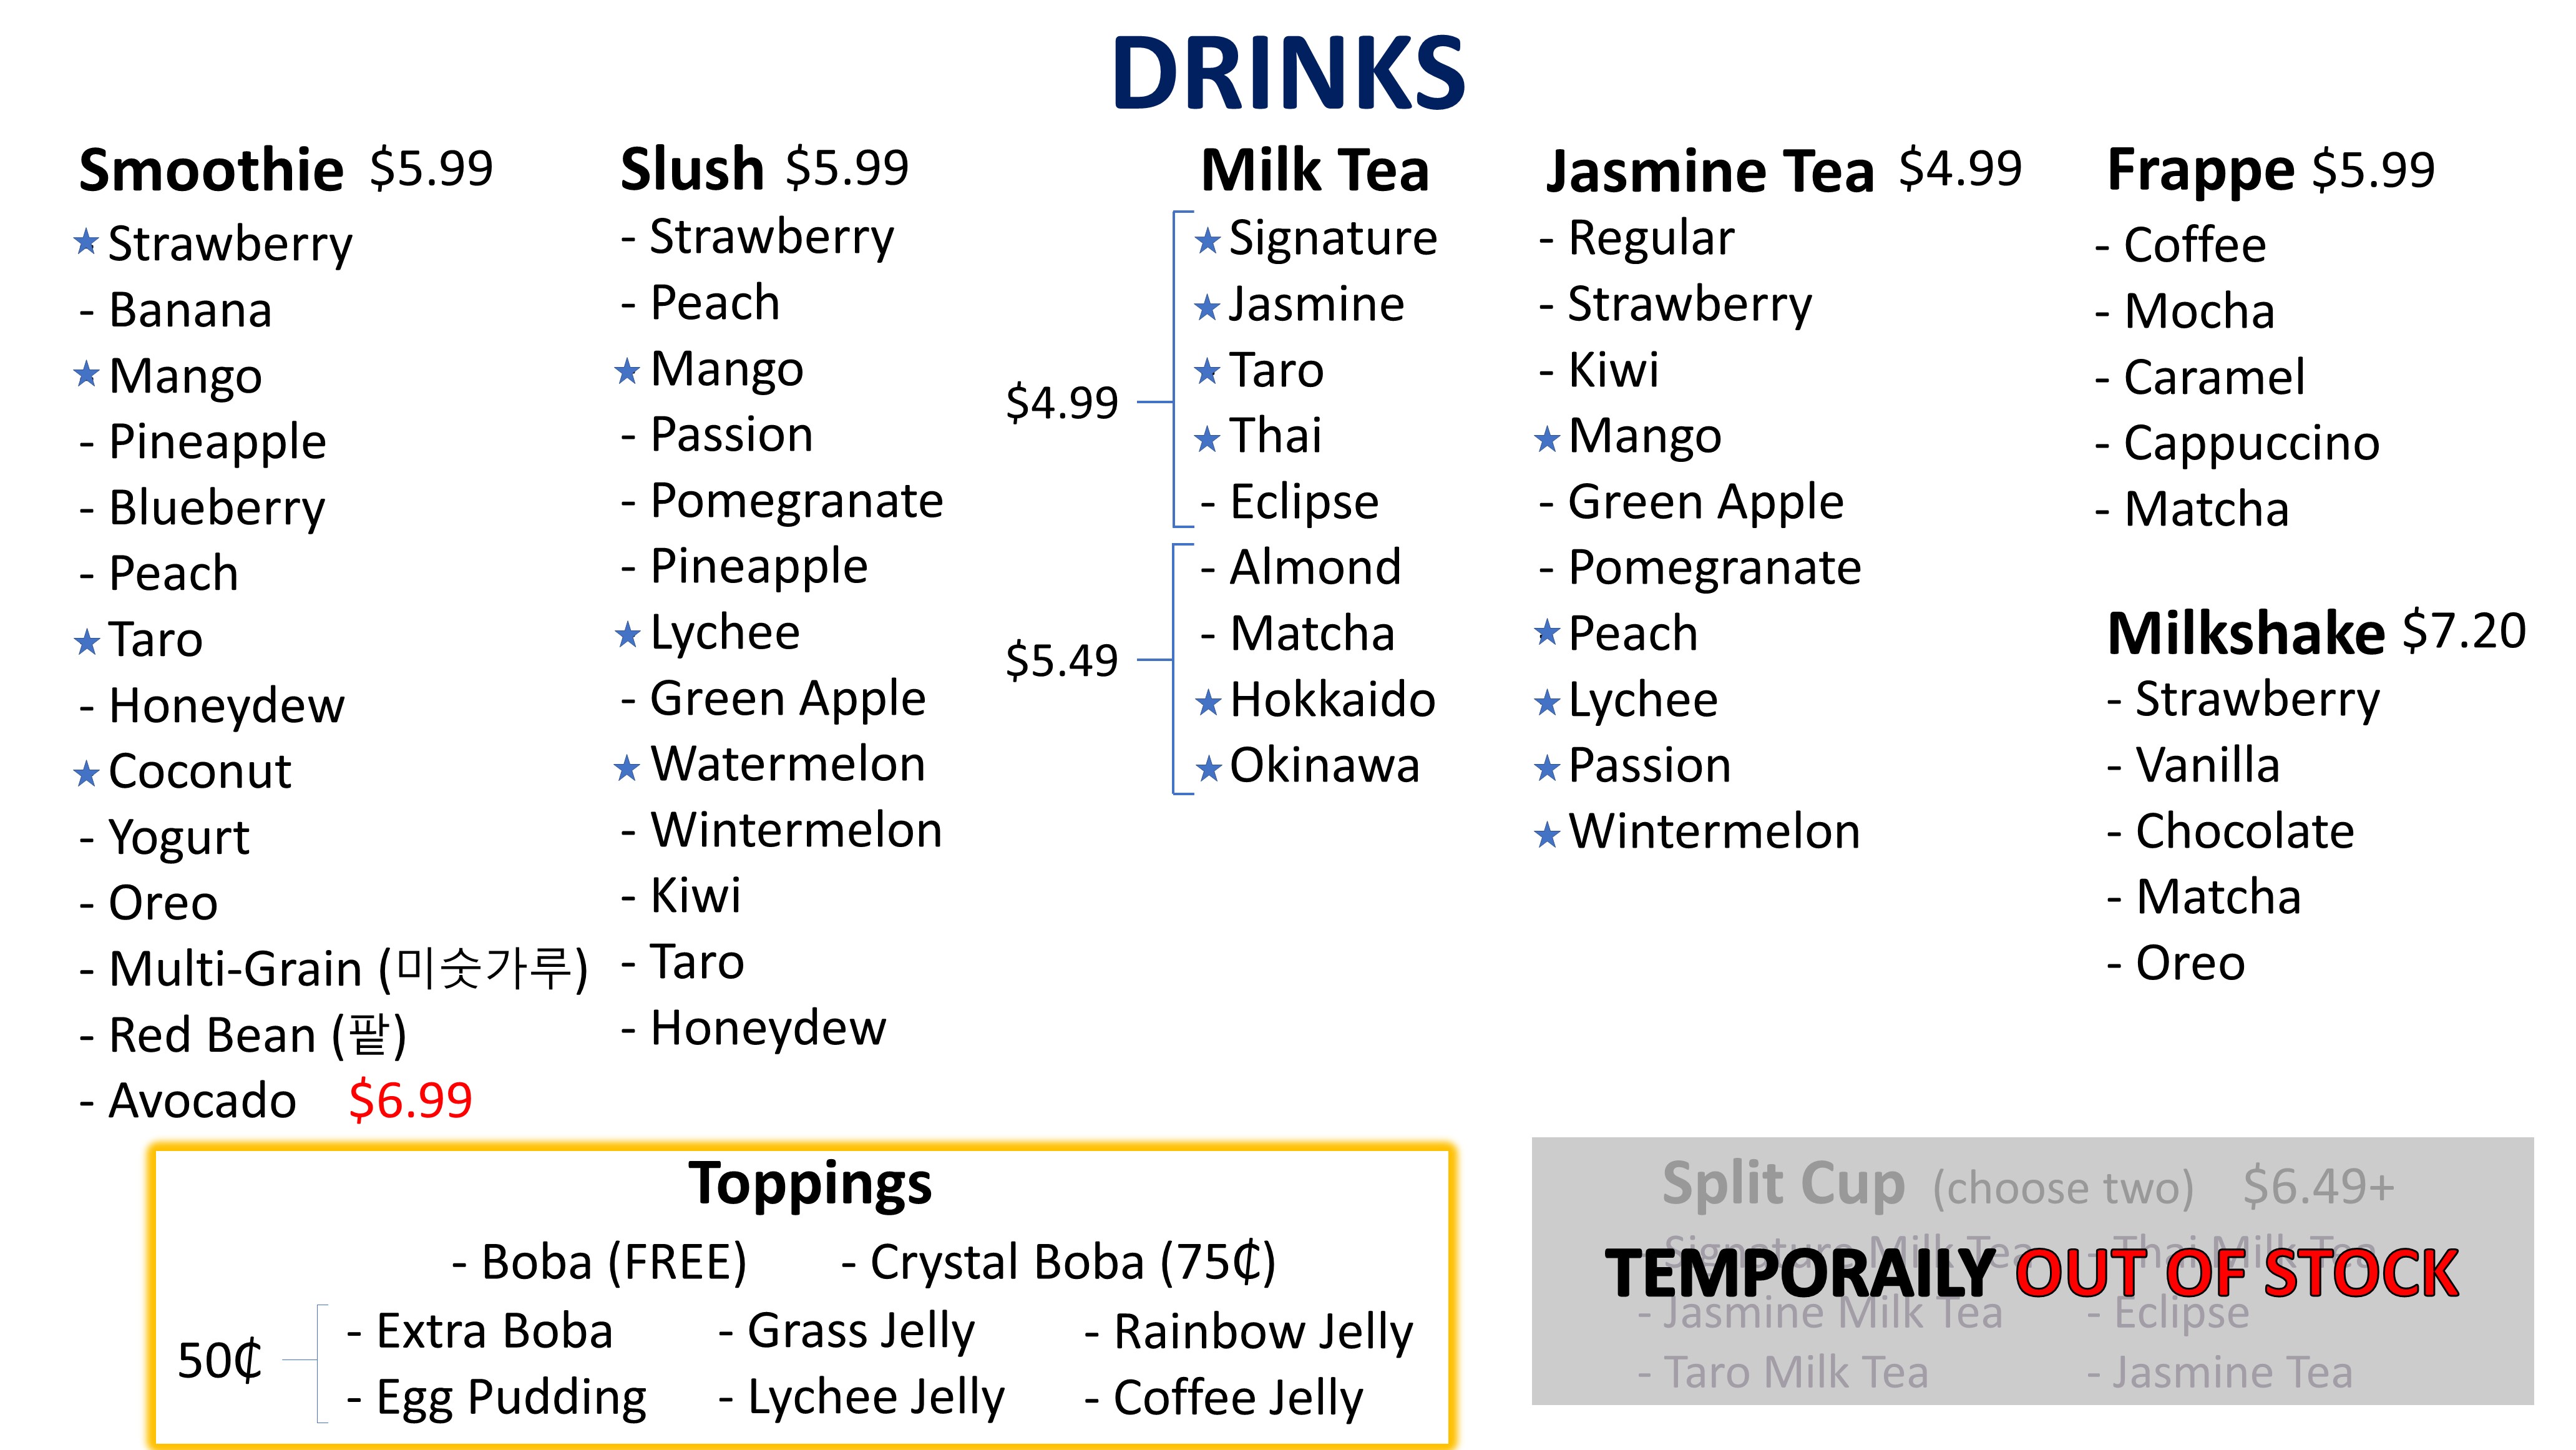 DRINKS
Smoothie $5.99
★ Strawberry
- Banana
★ Mango
- Pineapple
- Blueberry
- Peach
★ Taro
- Honeydew
★ Coconut
- Yogurt
- Oreo
- Multi-Grain (미숫가루)
- Red Bean (팥)
- Avocado $6.99
Slush $5.99
- Strawberry
- Peach
★ Mango
- Passion
- Pomegranate
- Pineapple
★ Lychee
- Green Apple
★ Watermelon
- Wintermelon
- Kiwi
- Taro
- Honeydew
Milk Tea
$4.99
★ Signature
★ Jasmine
★ Taro
★ Thai
- Eclipse
$5.49
- Almond
- Matcha
★ Hokkaido
★ Okinawa
Jasmine Tea $4.99
- Regular
- Strawberry
- Kiwi
★ Mango
- Green Apple
- Pomegranate
★ Peach
★ Lychee
★ Passion
★ Wintermelon
Frappe $5.99
- Coffee
- Mocha
- Caramel
- Cappuccino
- Matcha
Milkshake $7.20
- Strawberry
- Vanilla
- Chocolate
- Matcha
- Oreo
Toppings
- Boba (FREE) - Crystal Boba (75₵)
50₵
- Extra Boba - Grass Jelly - Rainbow Jelly
- Egg Pudding - Lychee Jelly - Coffee Jelly
Split Cup (choose two) $6.49+
- Signature Milk Tea - Thai Milk Tea
TEMPORAILY OUT OF STOCK
- Jasmine Milk Tea - Eclipse
- Taro Milk Tea - Jasmine Tea